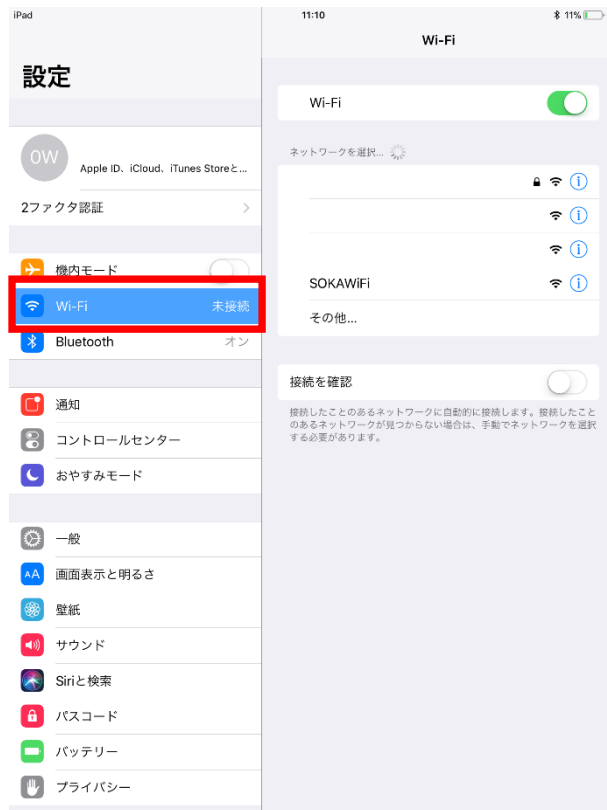 iPad
11:10
11%
設定
Wi-Fi
OW
Apple ID、iCloud、iTunes Storeと...
2ファクタ認証
機内モード
Wi-Fi
未接続
Bluetooth
オン
通知
コントロールセンター
おやすみモード
一般
AA
画面表示と明るさ
壁紙
サウンド
Siriと検索
パスコード
バッテリー
プライバシー
Wi-Fi
ネットワークを選択...
SOKAWiFi
その他...
接続を確認
接続したことのあるネットワークに自動的に接続します。接続したこと
のあるネットワークが見つからない場合は、手動でネットワークを選択
する必要があります。